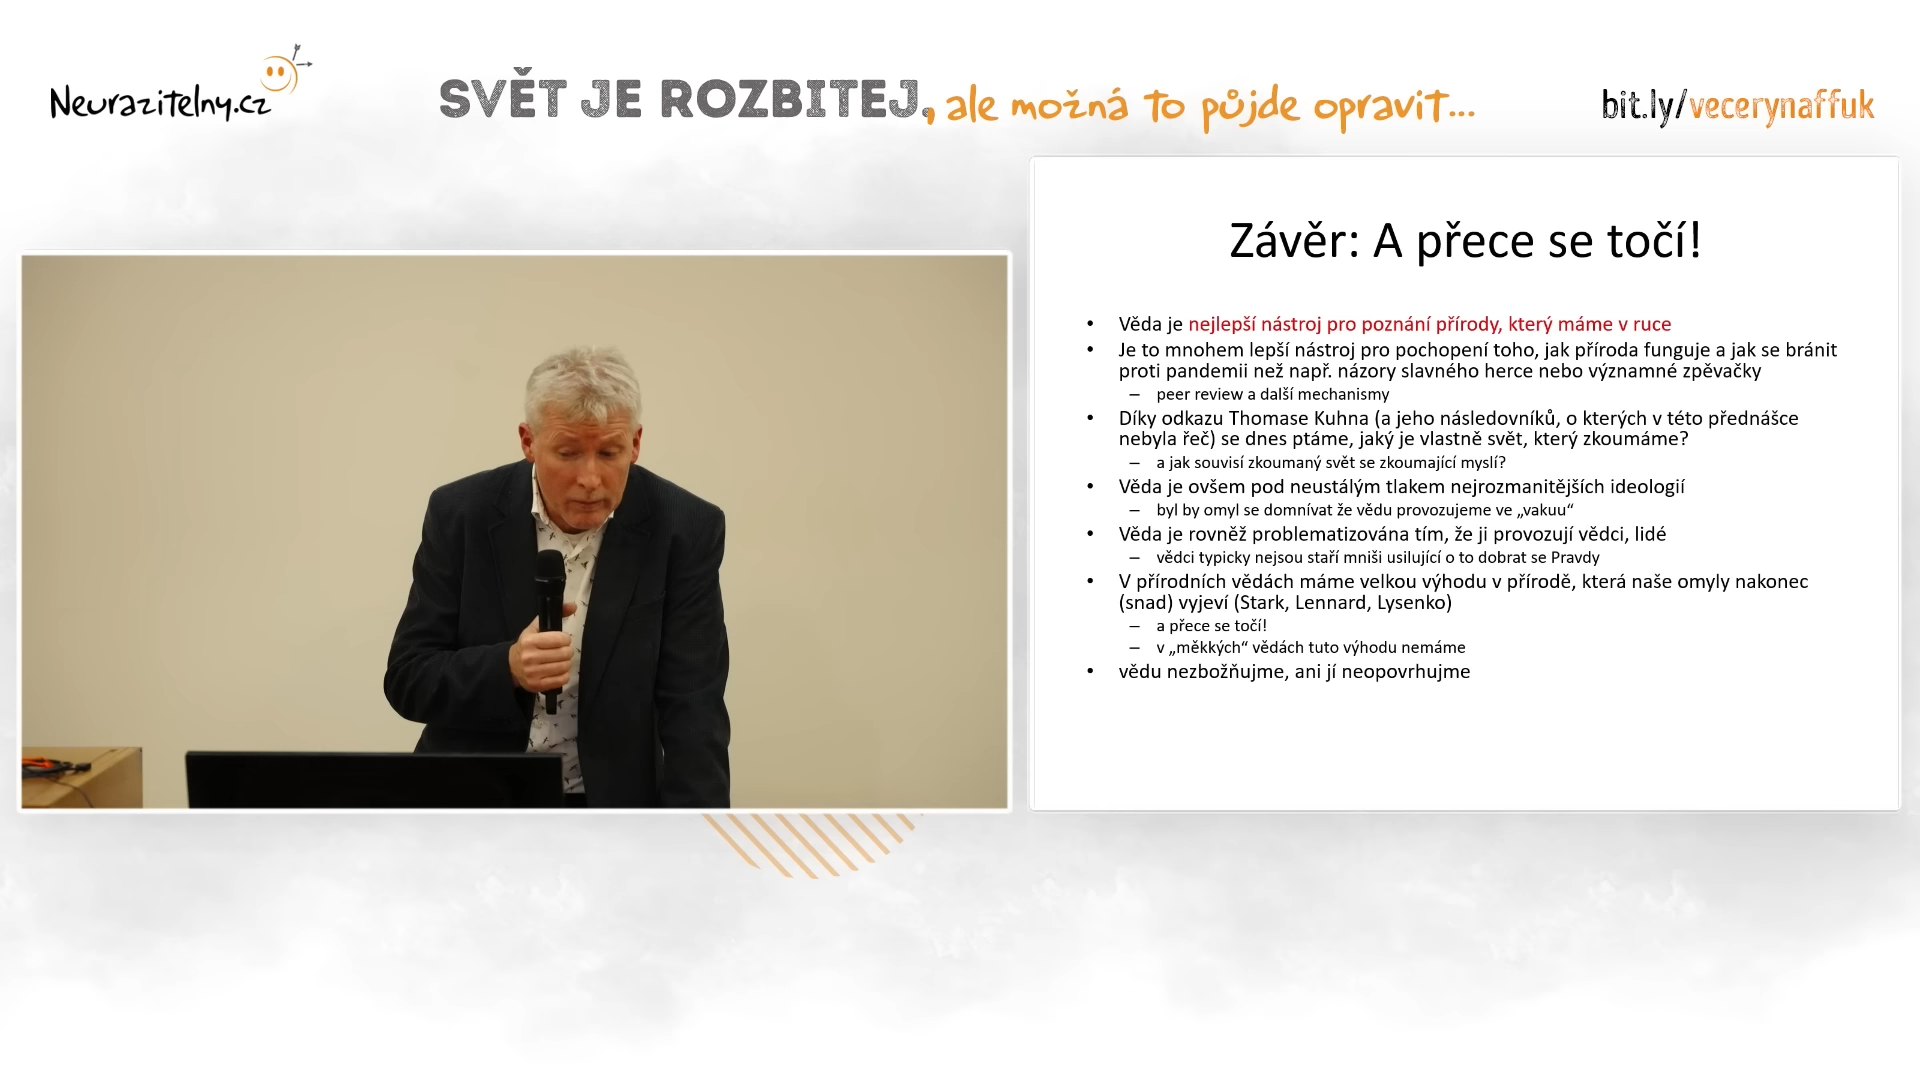 Neurazitelny.cz
SVĚT JE ROZBITEJ, ale možná to půjde opravit...
bit.ly/vecerynaffuk
Závěr: A přece se točí!
• Věda je nejlepší nástroj pro poznání přírody, který máme v ruce
• Je to mnohem lepší nástroj pro pochopení toho, jak příroda funguje a jak se bránit
proti pandemii než např. názory slavného herce nebo významné zpěvačky
– peer review a další mechanismy
• Díky odkazu Thomase Kuhna (a jeho následovníků, o kterých v této přednášce
nebyla řeč) se dnes ptáme, jaký je vlastně svět, který zkoumáme?
– a jak souvisí zkoumaný svět se zkoumající myslí?
• Věda je ovšem pod neustálým tlakem nejrozmanitějších ideologií
– byl by omyl se domnívat že vědu provozujeme ve „vakuu“
• Věda je rovněž problematizována tím, že ji provozují vědci, lidé
– vědci typicky nejsou staří mniši usilující o to dobrat se Pravdy
• V přírodních vědách máme velkou výhodu v přírodě, která naše omyly nakonec
(snad) vyjeví (Stark, Lennard, Lysenko)
– a přece se točí!
– v „měkkých“ vědách tuto výhodu nemáme
• vědu nezbožňujme, ani jí neopovrhujme